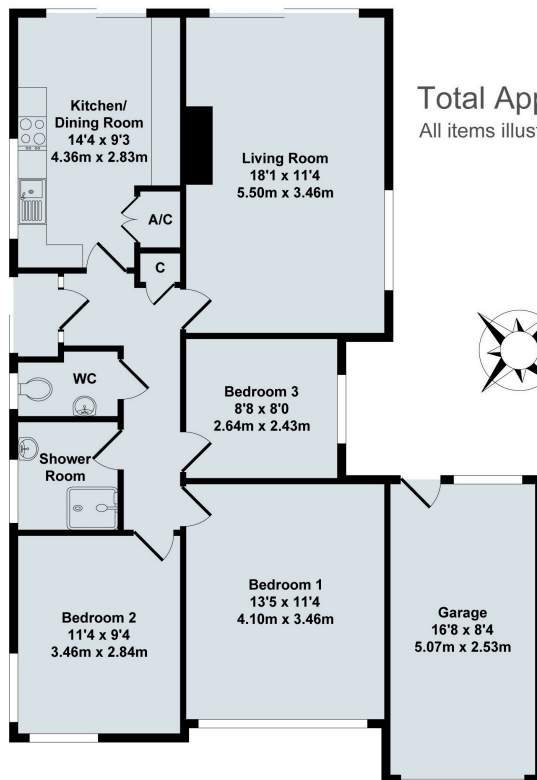 Total App
All items illust
Kitchen/
Dining Room
14'4 x 9'3
4.36m x 2.83m
Living Room
18'1 x 11'4
5.50m x 3.46m
A/C
C
WC
Bedroom 3
8'8 x 8'0
2.64m x 2.43m
Shower
Room
Bedroom 1
13'5 x 11'4
4.10m x 3.46m
Bedroom 2
11'4 x 9'4
3.46m x 2.84m
Garage
16'8 x 8'4
5.07m x 2.53m